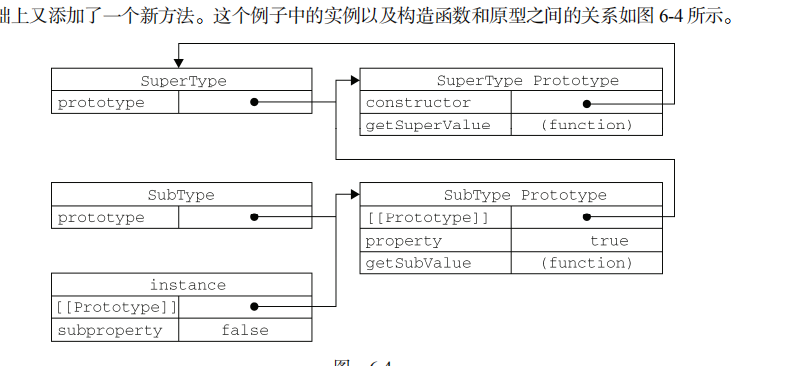 上又添加了一个新方法。这个例子中的实例以及构造函数和原型之间的关系如图 6-4 所示。
SuperType
prototype
SuperType Prototype
constructor
getSuperValue (function)
SubType
prototype
SubType Prototype
[[Prototype]]
property true
getSubValue (function)
instance
[[Prototype]]
subproperty false